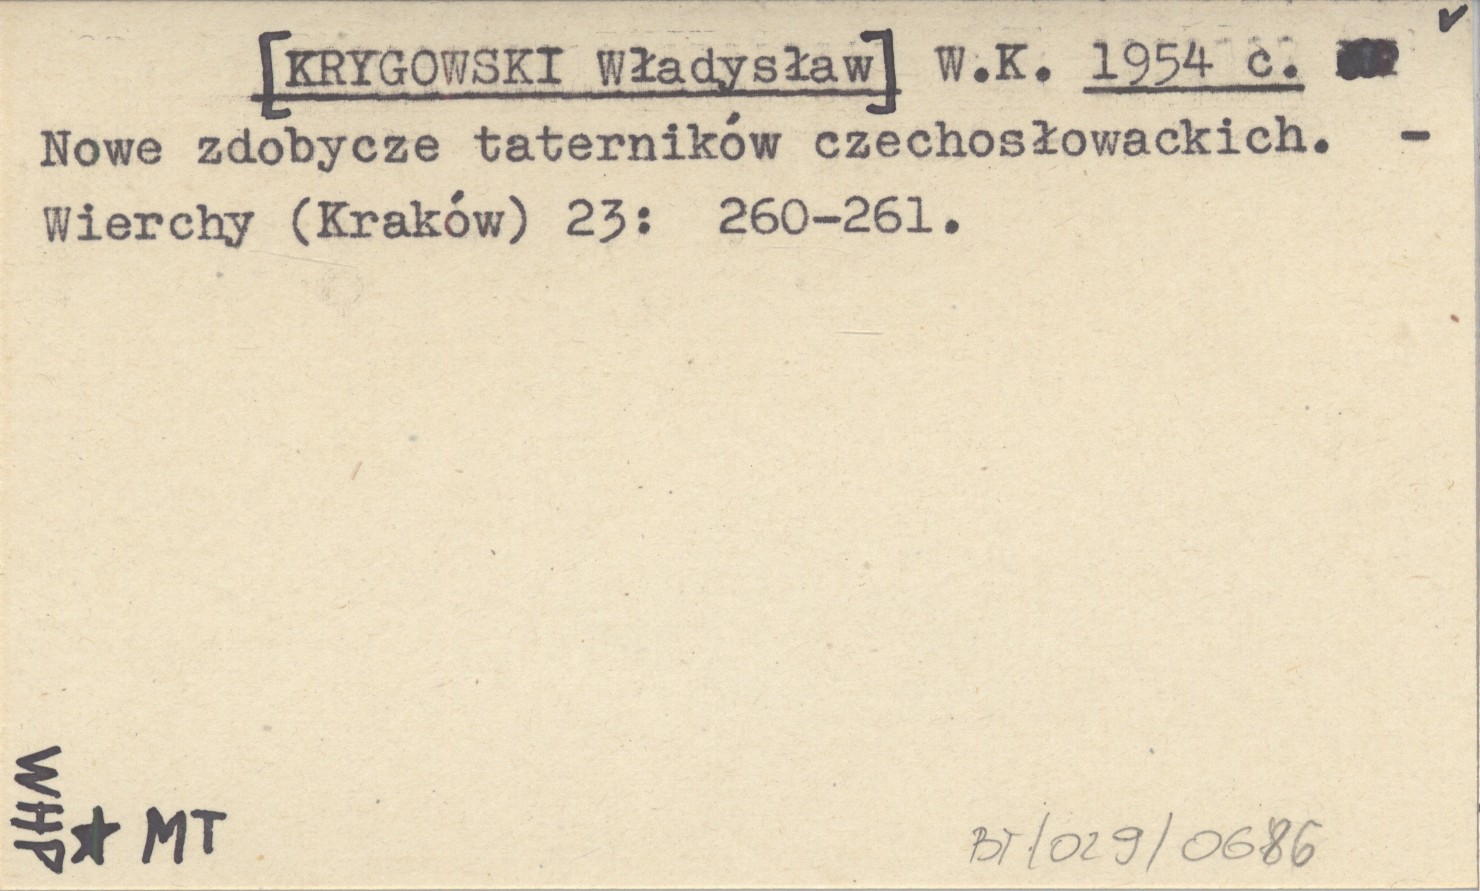 [KRYGOWSKI Władysław] W.K. 1954 c.
Nowe zdobycze taterników czechosłowackich. -
Wierchy (Kraków) 23: 260-261.
WHP
MT
BT/029/0686